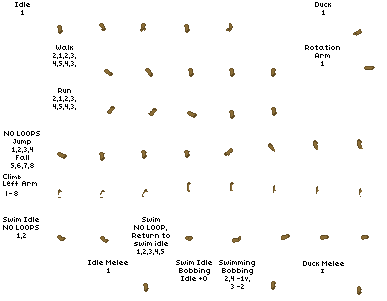 Idle
1
Duck
1
Walk
2,1,2,3,
4,5,4,3,
Rotation
Arm
1
Run
2,1,2,3,
4,5,4,3,
NO LOOPS
Jump
1,2,3,4
Fall
5,6,7,8
Climb
Left Arm
1-8
Swim Idle
NO LOOPS
1,2
Swim
NO LOOP,
Return to
swim idle
1,2,3,4,5
Swim Idle
Bobbing
Idle +0
Swimming
Bobbing
2,4 -1v,
3 -2
Idle Melee
1
Duck Melee
1